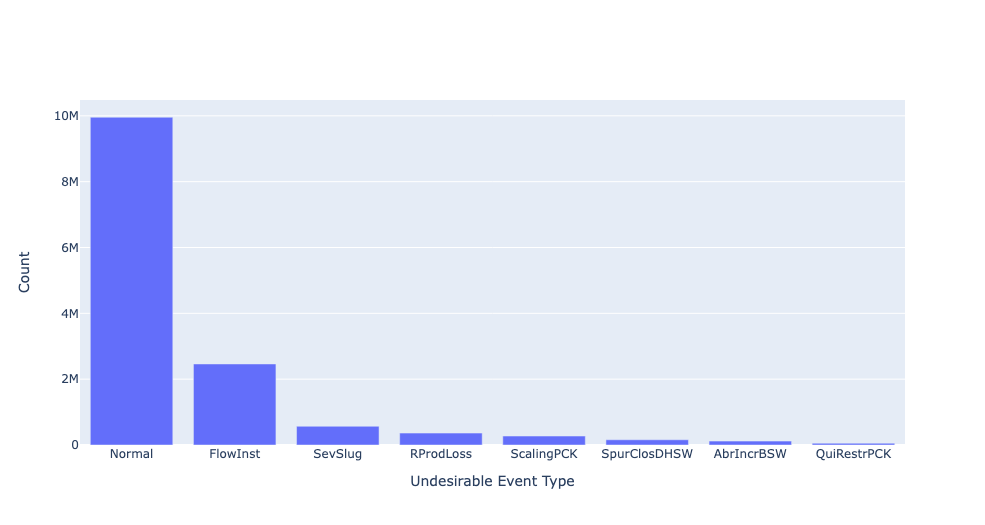 10M
8M
6M
4M
2M
0
Count
Normal FlowInst SevSlug RProdLoss ScalingPCK SpurClosDHSW AbrIncrBSW QuiRestrPCK
Undesirable Event Type